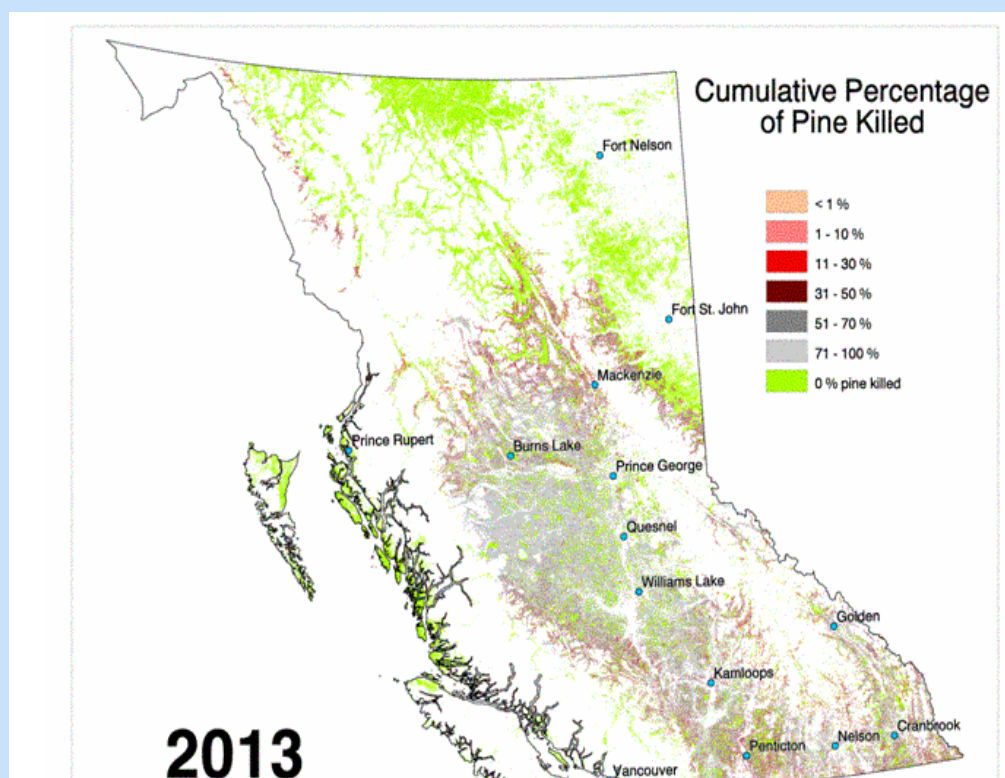 Cumulative Percentage
of Pine Killed
Fort Nelson
< 1 %
1 - 10 %
11 - 30 %
31 - 50 %
51 - 70 %
71 - 100 %
0 % pine killed
Fort St. John
Mackenzie
Prince Rupert
Burns Lake
Prince George
Quesnel
Williams Lake
Golden
Kamloops
Cranbrook
Nelson
Penticton
Vancouver
2013